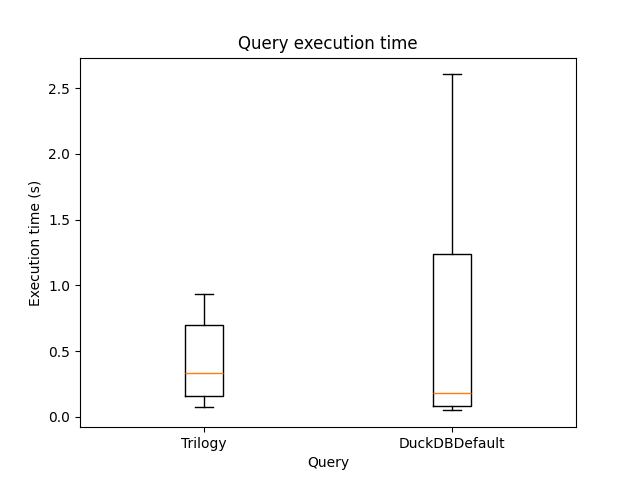 Query execution time
Execution time (s)
2.5
2.0
1.5
1.0
0.5
0.0
Trilogy
DuckDBDefault
Query